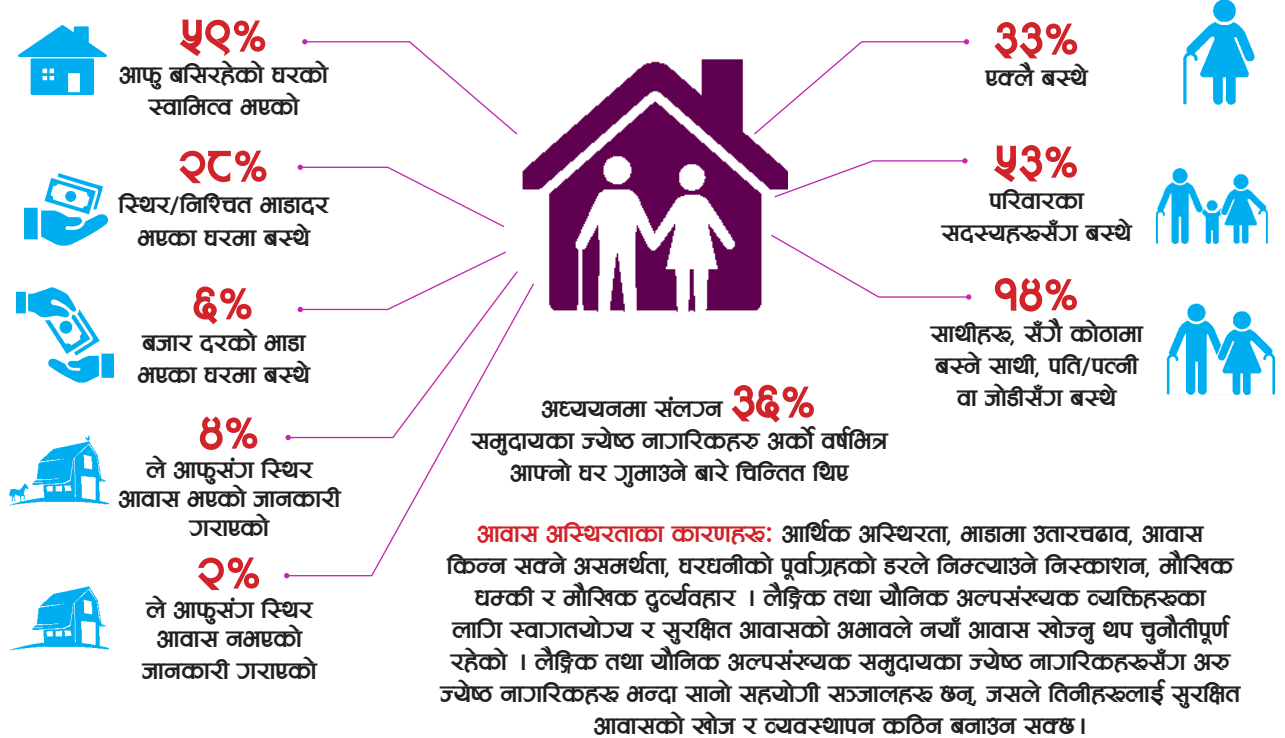 ५९%
आफु बसिरहेको घरको
स्वामित्व भएको
२८%
स्थिर/निश्चित भाडादर
भएका घरमा बस्थे
६%
बजार दरको भाडा
भएका घरमा बस्थे
४%
ले आफुसंग स्थिर
आवास भएको जानकारी
गराएको
२%
ले आफुसंग स्थिर
आवास नभएको
जानकारी गराएको
३३%
एक्लै बस्थे
५३%
परिवारका
सदस्यहरुसँग बस्थे
१४%
साथीहरु, सँगै कोठामा
बस्ने साथी, पति/पत्नी
वा जोडीसँग बस्थे
अध्ययनमा संलग्न ३६%
समुदायका ज्येष्ठ नागरिकहरु अर्को वर्षभित्र
आफ्नो घर गुमाउने बारे चिन्तित थिए
आवास अस्थिरताका कारणहरु: आर्थिक अस्थिरता, भाडामा उतारचढाव, आवास
किन्न सक्ने असमर्थता, घरधनीको पूर्वाग्रहको डरले निम्त्याउने निस्काशन, मौखिक
धम्की र मौखिक दुर्व्यवहार । लैङ्गिक तथा यौनिक अल्पसंख्यक व्यक्तिहरुका
लागि स्वागतयोग्य र सुरक्षित आवासको अभावले नयाँ आवास खोज्नु थप चुनौतीपूर्ण
रहेको । लैङ्गिक तथा यौनिक अल्पसंख्यक समुदायका ज्येष्ठ नागरिकहरुसँग अरु
ज्येष्ठ नागरिकहरु भन्दा सानो सहयोगी सञ्जालहरु छन्, जसले तिनीहरुलाई सुरक्षित
आवासको खोज र व्यवस्थापन कठिन बनाउन सक्छ।